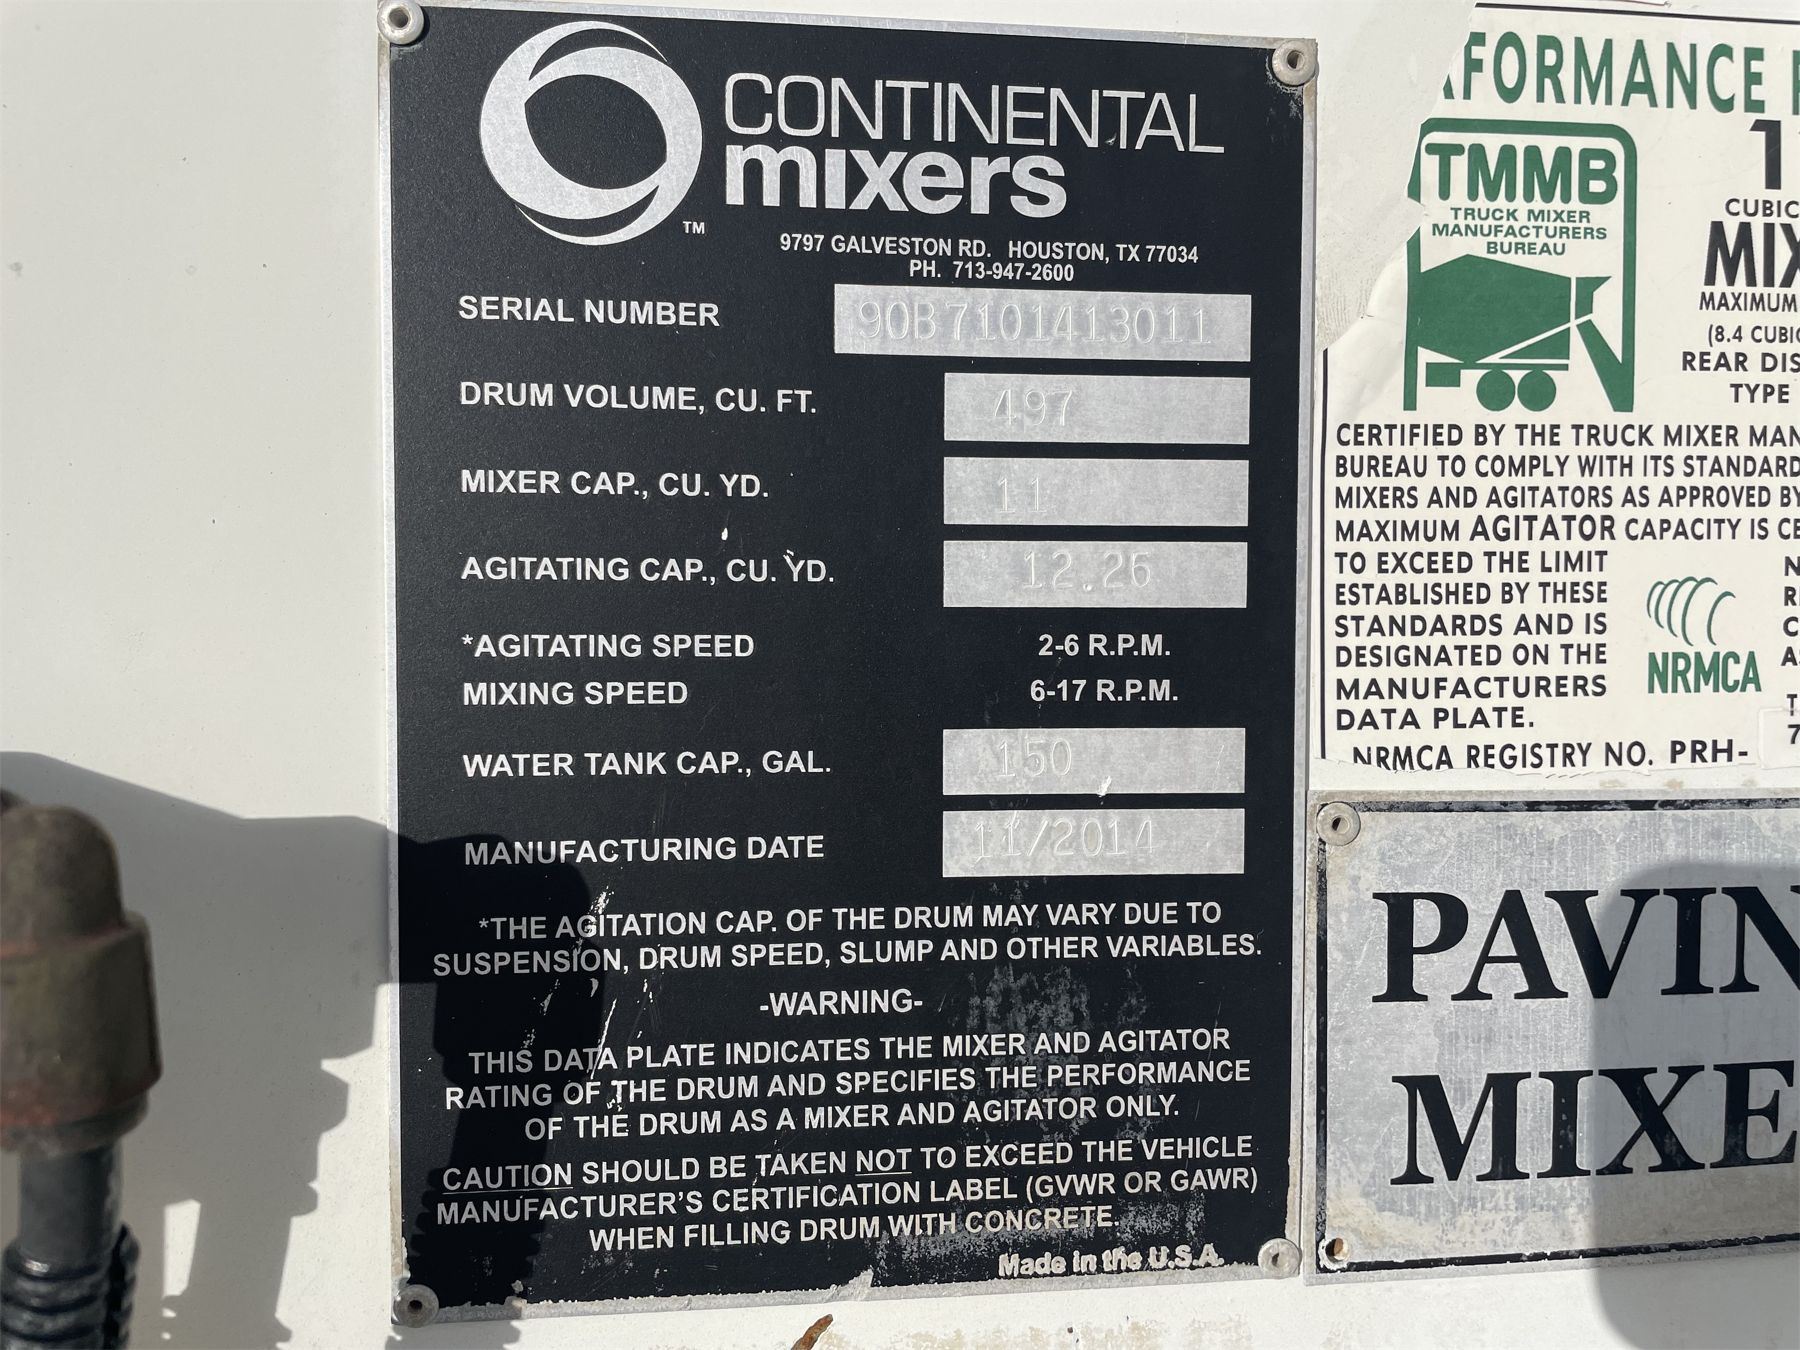 CONTINENTAL
mixers
TM
9797 GALVESTON RD. HOUSTON, TX 77034
PH. 713-947-2600
SERIAL NUMBER 90B7101413011
DRUM VOLUME, CU. FT. 497
MIXER CAP., CU. YD. 11
AGITATING CAP., CU. YD. 12.26
*AGITATING SPEED 2-6 R.P.M.
MIXING SPEED 6-17 R.P.M.
WATER TANK CAP., GAL. 150
MANUFACTURING DATE 11/2014
*THE AGITATION CAP. OF THE DRUM MAY VARY DUE TO
SUSPENSION, DRUM SPEED, SLUMP AND OTHER VARIABLES.
-WARNING-
THIS DATA PLATE INDICATES THE MIXER AND AGITATOR
RATING OF THE DRUM AND SPECIFIES THE PERFORMANCE
OF THE DRUM AS A MIXER AND AGITATOR ONLY.
CAUTION SHOULD BE TAKEN NOT TO EXCEED THE VEHICLE
MANUFACTURER'S CERTIFICATION LABEL (GVWR OR GAWR)
WHEN FILLING DRUM WITH CONCRETE.
Made in the U.S.A.
FORMANCE
TMMB
TRUCK MIXER
MANUFACTURERS
BUREAU
CUBIC
MIX
MAXIMUM
(8.4 CUBIC
REAR DIS
TYPE
CERTIFIED BY THE TRUCK MIXER MAN
BUREAU TO COMPLY WITH ITS STANDARD
MIXERS AND AGITATORS AS APPROVED BY
MAXIMUM AGITATOR CAPACITY IS CE
TO EXCEED THE LIMIT
ESTABLISHED BY THESE
STANDARDS AND IS
DESIGNATED ON THE
MANUFACTURERS
DATA PLATE.
NRMCA
NRMCA REGISTRY NO. PRH-
PAVIN
MIXE